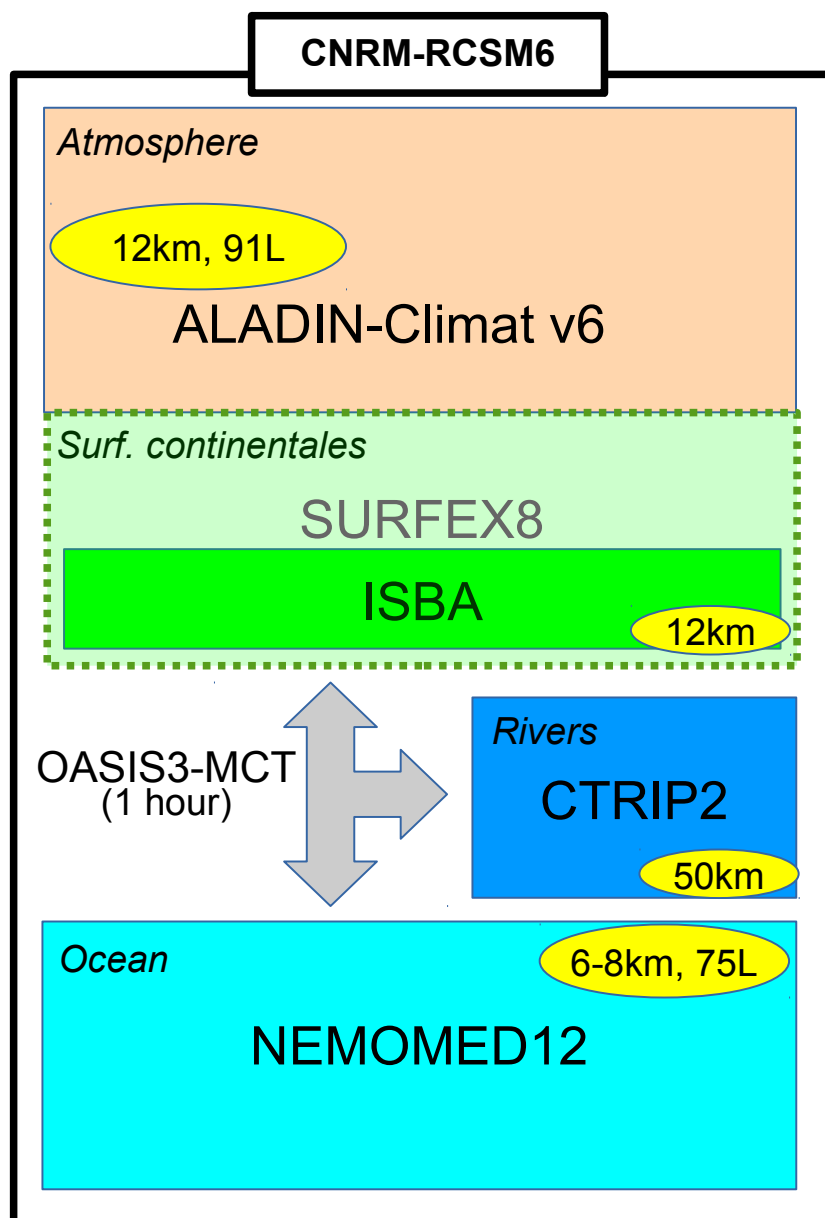 CNRM-RCSM6
Atmosphere
12km, 91L
ALADIN-Climat v6
Surf. continentales
SURFEX8
ISBA
12km
OASIS3-MCT
(1 hour)
Rivers
CTRIP2
50km
Ocean
6-8km, 75L
NEMOMED12